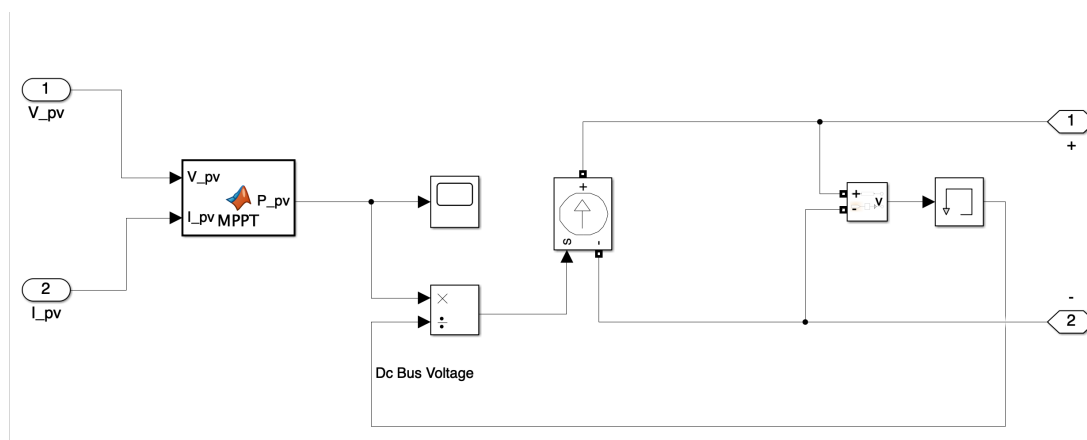 1
V_pv
V_pv
P_pv
I_pv
MPPT
2
I_pv
×
÷
Dc Bus Voltage
+
s
-
+
-
v
1
+
-
2